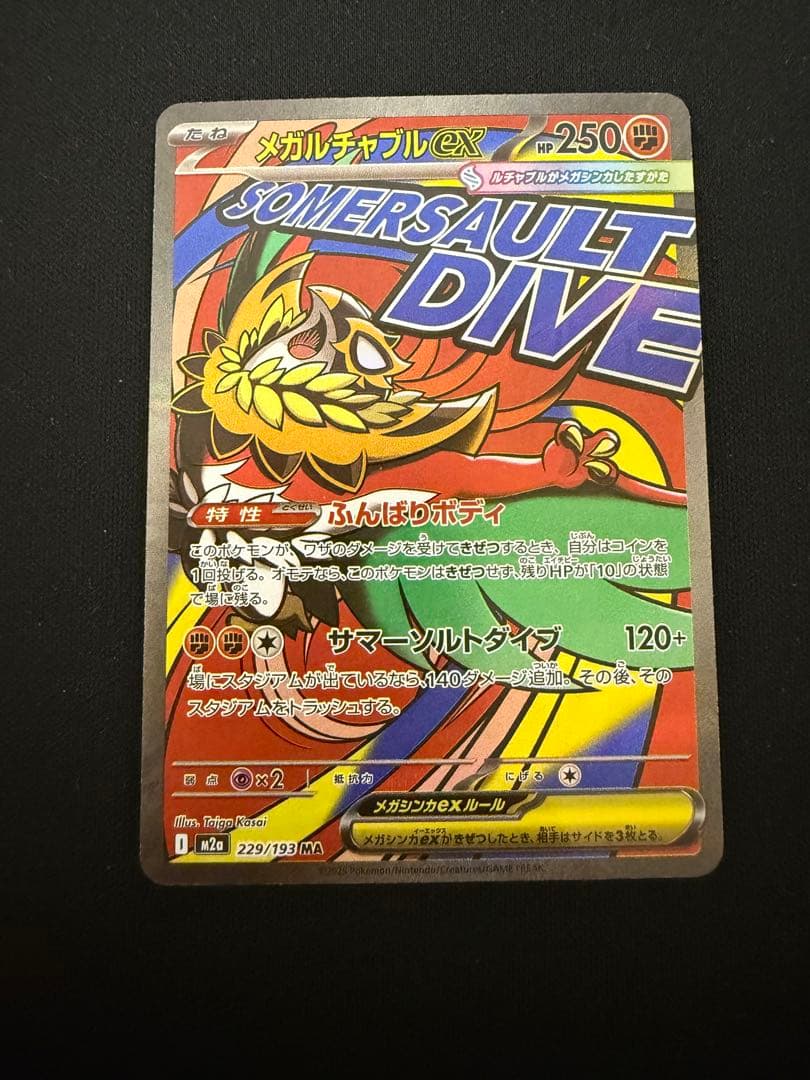 たね メガルチャブルex HP250
ルチャブルがメガシンカしたすがた
SOMERSAULT
DIVE
特性 とくせい ふんばりボディ
このポケモンが、ワザのダメージを受けてきぜつするとき、自分はコインを
1回投げる。オモテなら、このポケモンはきぜつせず、残りHPが「10」の状態
で場に残る。
サマーソルトダイブ 120+
場にスタジアムが出ているなら、140ダメージ追加。その後、その
スタジアムをトラッシュする。
弱点 ×2 抵抗力 にげる
メガシンカexルール
メガシンカexがきぜつしたとき、相手はサイドを3枚とる。
Illus. Taiga Kasai
I m2a 229/193 MA
©2025 Pokémon/Nintendo/Creatures/GAME FREAK